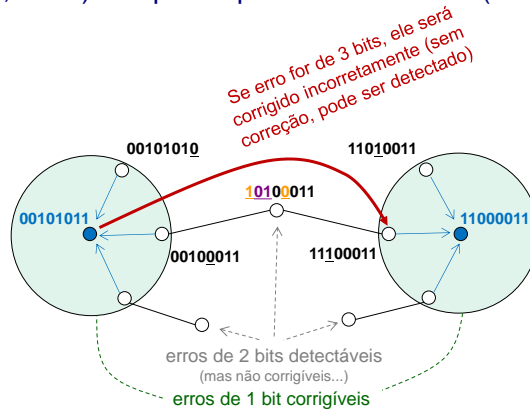 Se erro for de 3 bits, ele será
corrigido incorretamente (sem
correção, pode ser detectado)
00101010
11010011
10100011
00101011
11000011
00100011
11100011
erros de 2 bits detectáveis
(mas não corrigíveis...)
erros de 1 bit corrigíveis